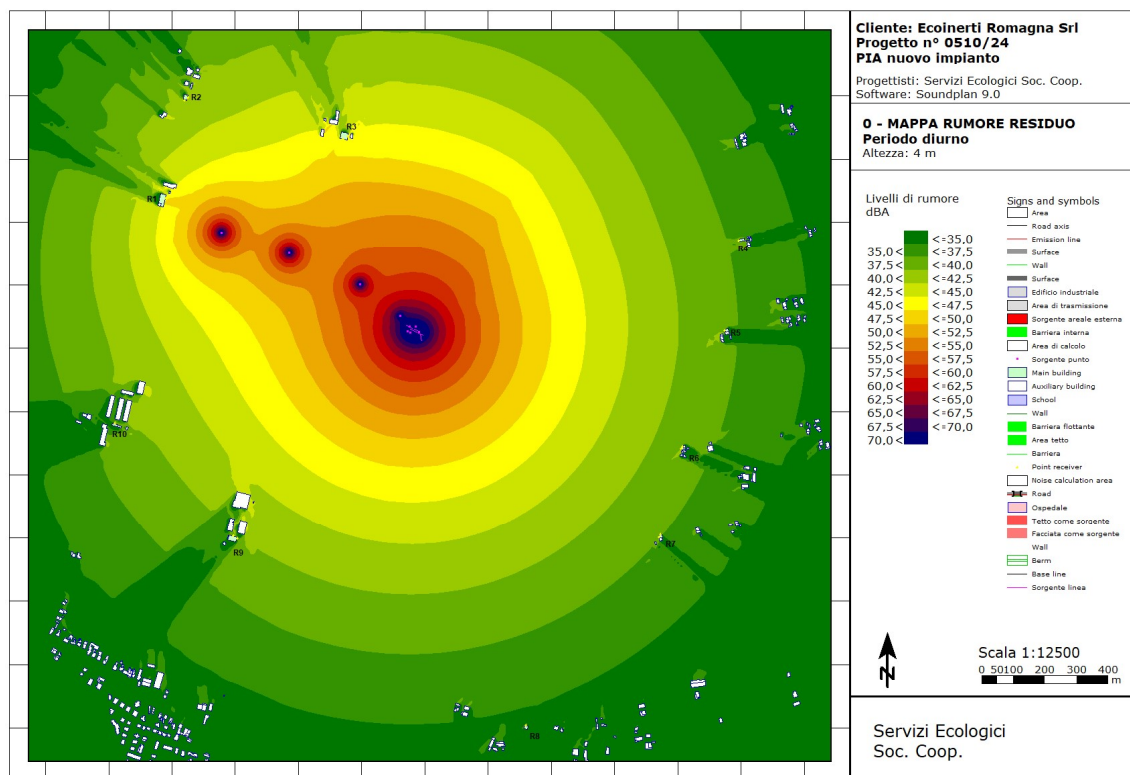 Cliente: Ecoinerti Romagna Srl
Progetto n° 0510/24
PIA nuovo impianto
Progettisti: Servizi Ecologici Soc. Coop.
Software: Soundplan 9.0
0 - MAPPA RUMORE RESIDUO
Periodo diurno
Altezza: 4 m
Livelli di rumore
dBA
<=35,0
35,0 < <=37,5
37,5 < <=40,0
40,0 < <=42,5
42,5 < <=45,0
45,0 < <=47,5
47,5 < <=50,0
50,0 < <=52,5
52,5 < <=55,0
55,0 < <=57,5
57,5 < <=60,0
60,0 < <=62,5
62,5 < <=65,0
65,0 < <=67,5
67,5 < <=70,0
70,0 <
Signs and symbols
Area
Road axis
Emission line
Surface
Wall
Surface
Edificio industriale
Area di trasmissione
Sorgente areale esterna
Barriera interna
Area di calcolo
Sorgente punto
Main building
Auxiliary building
School
Wall
Barriera flottante
Area tetto
Barriera
Point receiver
Noise calculation area
Road
Ospedale
Tetto come sorgente
Facciata come sorgente
Wall
Berm
Base line
Sorgente linea
R2
R3
R1
R4
R5
R10
R6
R9
R7
R8
N
Scala 1:12500
0 50 100 200 300 400
m
Servizi Ecologici
Soc. Coop.